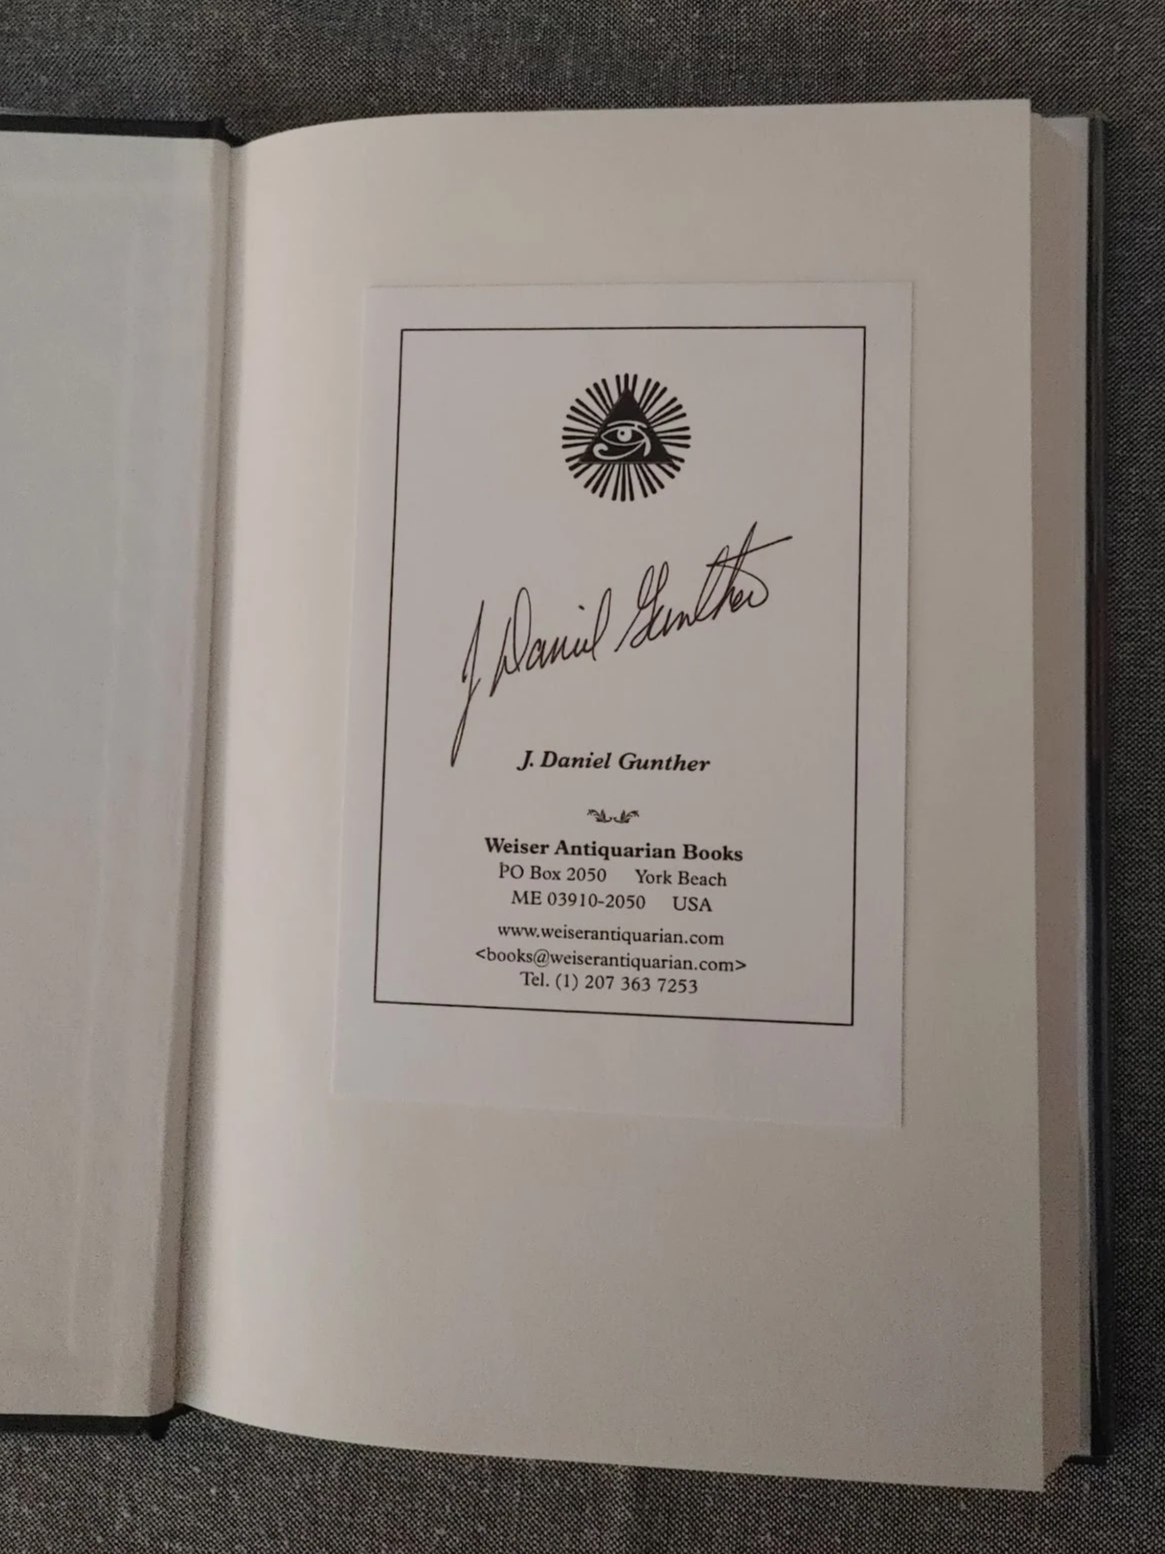 J Daniel Gunther
J. Daniel Gunther
Weiser Antiquarian Books
PO Box 2050 York Beach
ME 03910-2050 USA
www.weiserantiquarian.com
<books@weiserantiquarian.com>
Tel. (1) 207 363 7253